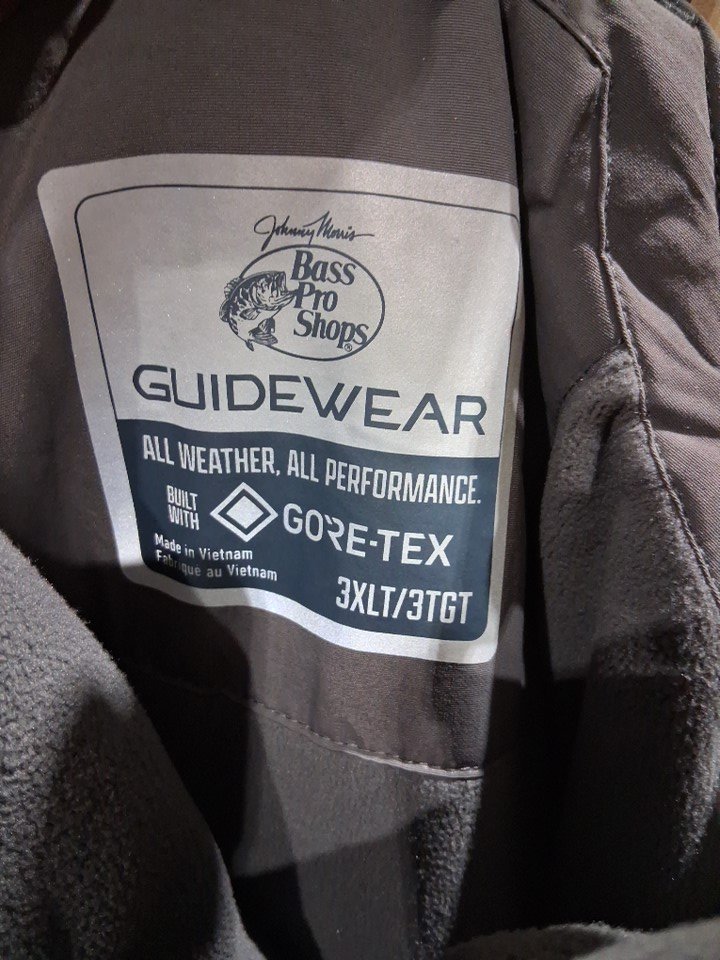 Johnny Morris
Bass
Pro
Shops®
GUIDEWEAR
ALL WEATHER, ALL PERFORMANCE.
BUILT
WITH
GORE-TEX
Made in Vietnam
Fabriqué au Vietnam
3XLT/3TGT